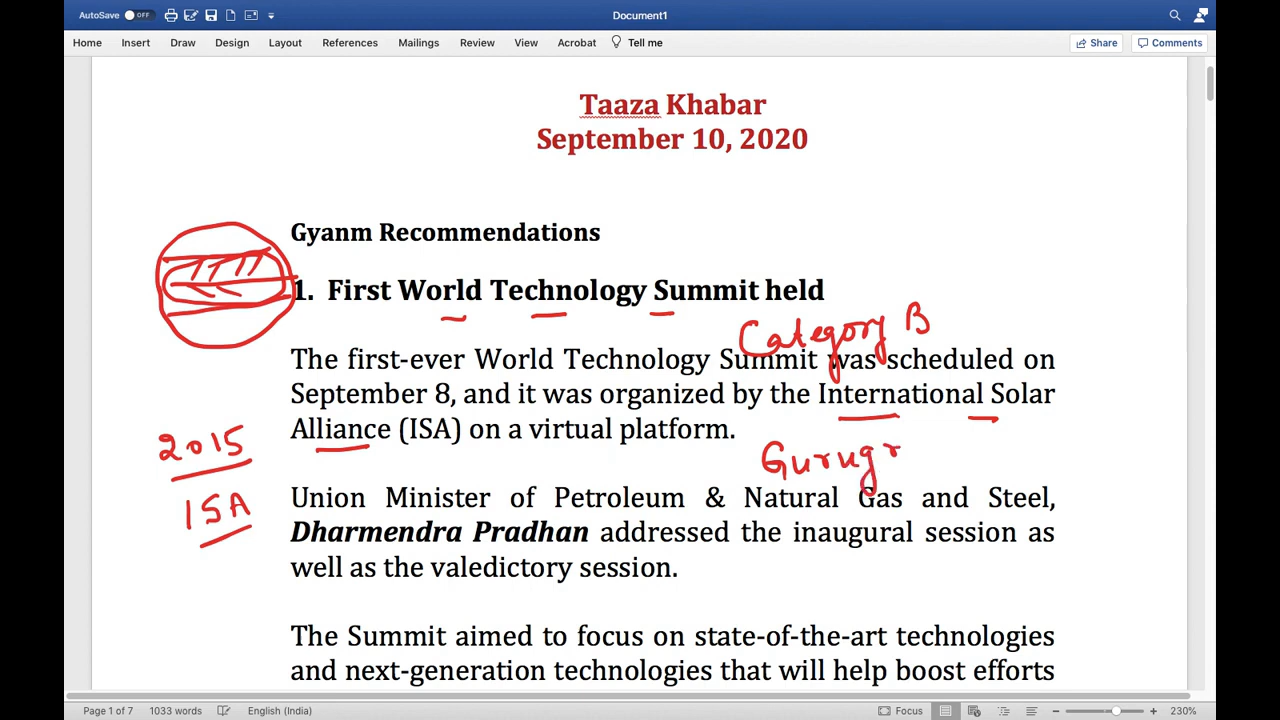 AutoSave OFF
Document1
Home Insert Draw Design Layout References Mailings Review View Acrobat Tell me Share Comments
Taaza Khabar
September 10, 2020
Gyanm Recommendations
1. First World Technology Summit held
Category B
The first-ever World Technology Summit was scheduled on
September 8, and it was organized by the International Solar
Alliance (ISA) on a virtual platform.
2015
Gurugr
ISA
Union Minister of Petroleum & Natural Gas and Steel,
Dharmendra Pradhan addressed the inaugural session as
well as the valedictory session.
The Summit aimed to focus on state-of-the-art technologies
and next-generation technologies that will help boost efforts
Page 1 of 7 1033 words English (India) Focus 230%